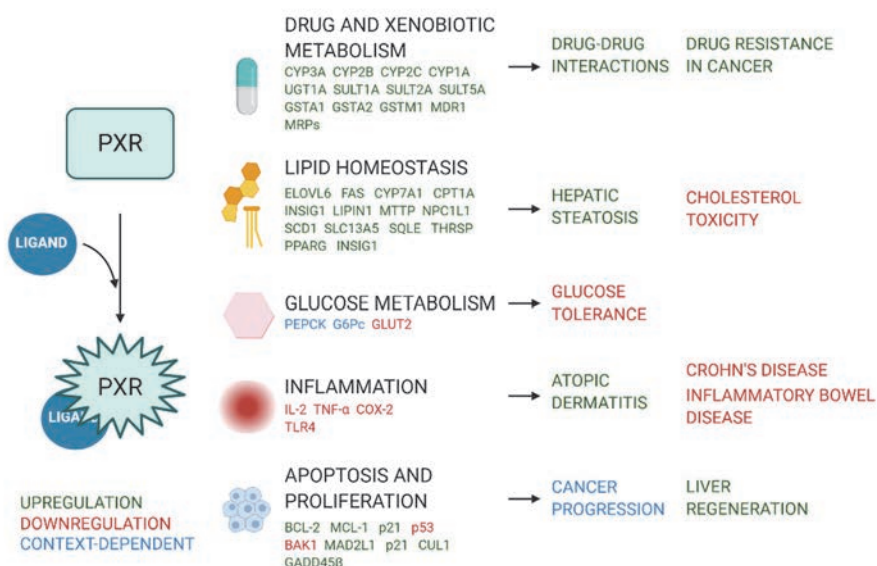 PXR
LIGAND
PXR
LIGA
UPREGULATION
DOWNREGULATION
CONTEXT-DEPENDENT
DRUG AND XENOBIOTIC
METABOLISM
CYP3A CYP2B CYP2C CYP1A
UGT1A SULT1A SULT2A SULT5A
GSTA1 GSTA2 GSTM1 MDR1
MRPs
DRUG-DRUG
INTERACTIONS
DRUG RESISTANCE
IN CANCER
LIPID HOMEOSTASIS
ELOVL6 FAS CYP7A1 CPT1A
INSIG1 LIPIN1 MTTP NPC1L1
SCD1 SLC13A5 SQLE THRSP
PPARG INSIG1
HEPATIC
STEATOSIS
CHOLESTEROL
TOXICITY
GLUCOSE METABOLISM
PEPCK G6Pc GLUT2
GLUCOSE
TOLERANCE
INFLAMMATION
IL-2 TNF-α COX-2
TLR4
ATOPIC
DERMATITIS
CROHN'S DISEASE
INFLAMMATORY BOWEL
DISEASE
APOPTOSIS AND
PROLIFERATION
BCL-2 MCL-1 p21 p53
BAK1 MAD2L1 p21 CUL1
GADD45β
CANCER
PROGRESSION
LIVER
REGENERATION